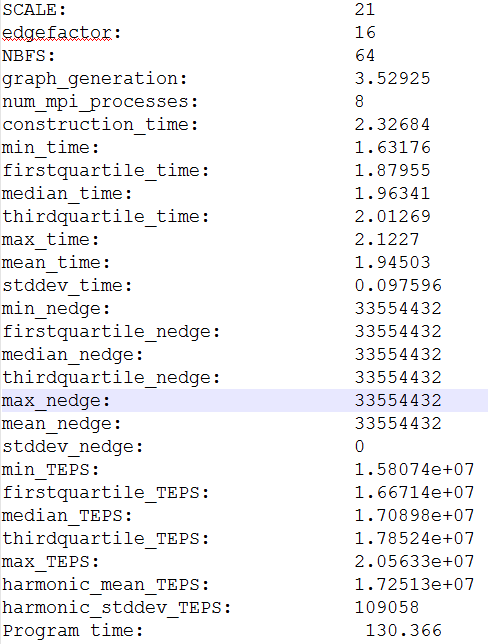 SCALE: 21
edgefactor: 16
NBFS: 64
graph_generation: 3.52925
num_mpi_processes: 8
construction_time: 2.32684
min_time: 1.63176
firstquartile_time: 1.87955
median_time: 1.96341
thirdquartile_time: 2.01269
max_time: 2.1227
mean_time: 1.94503
stddev_time: 0.097596
min_nedge: 33554432
firstquartile_nedge: 33554432
median_nedge: 33554432
thirdquartile_nedge: 33554432
max_nedge: 33554432
mean_nedge: 33554432
stddev_nedge: 0
min_TEPS: 1.58074e+07
firstquartile_TEPS: 1.66714e+07
median_TEPS: 1.70898e+07
thirdquartile_TEPS: 1.78524e+07
max_TEPS: 2.05633e+07
harmonic_mean_TEPS: 1.72513e+07
harmonic_stddev_TEPS: 109058
Program time: 130.366